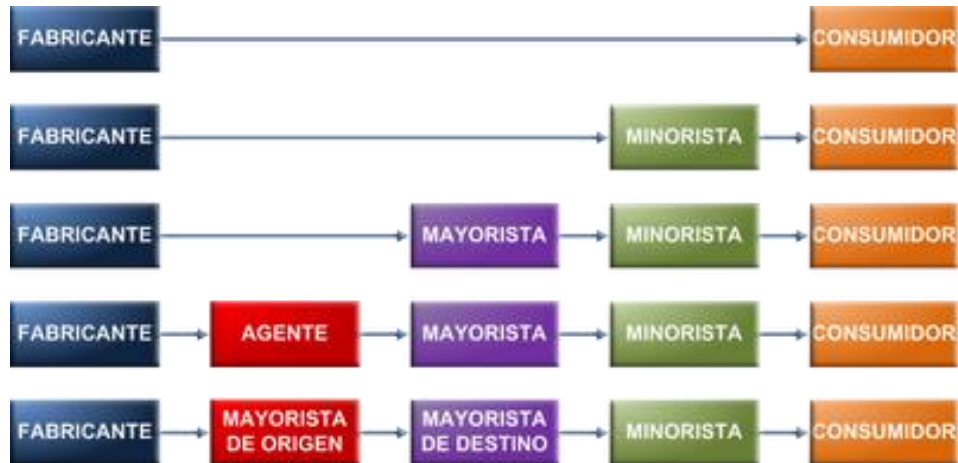 FABRICANTE CONSUMIDOR
FABRICANTE MINORISTA CONSUMIDOR
FABRICANTE MAYORISTA MINORISTA CONSUMIDOR
FABRICANTE AGENTE MAYORISTA MINORISTA CONSUMIDOR
FABRICANTE MAYORISTA DE ORIGEN MAYORISTA DE DESTINO MINORISTA CONSUMIDOR